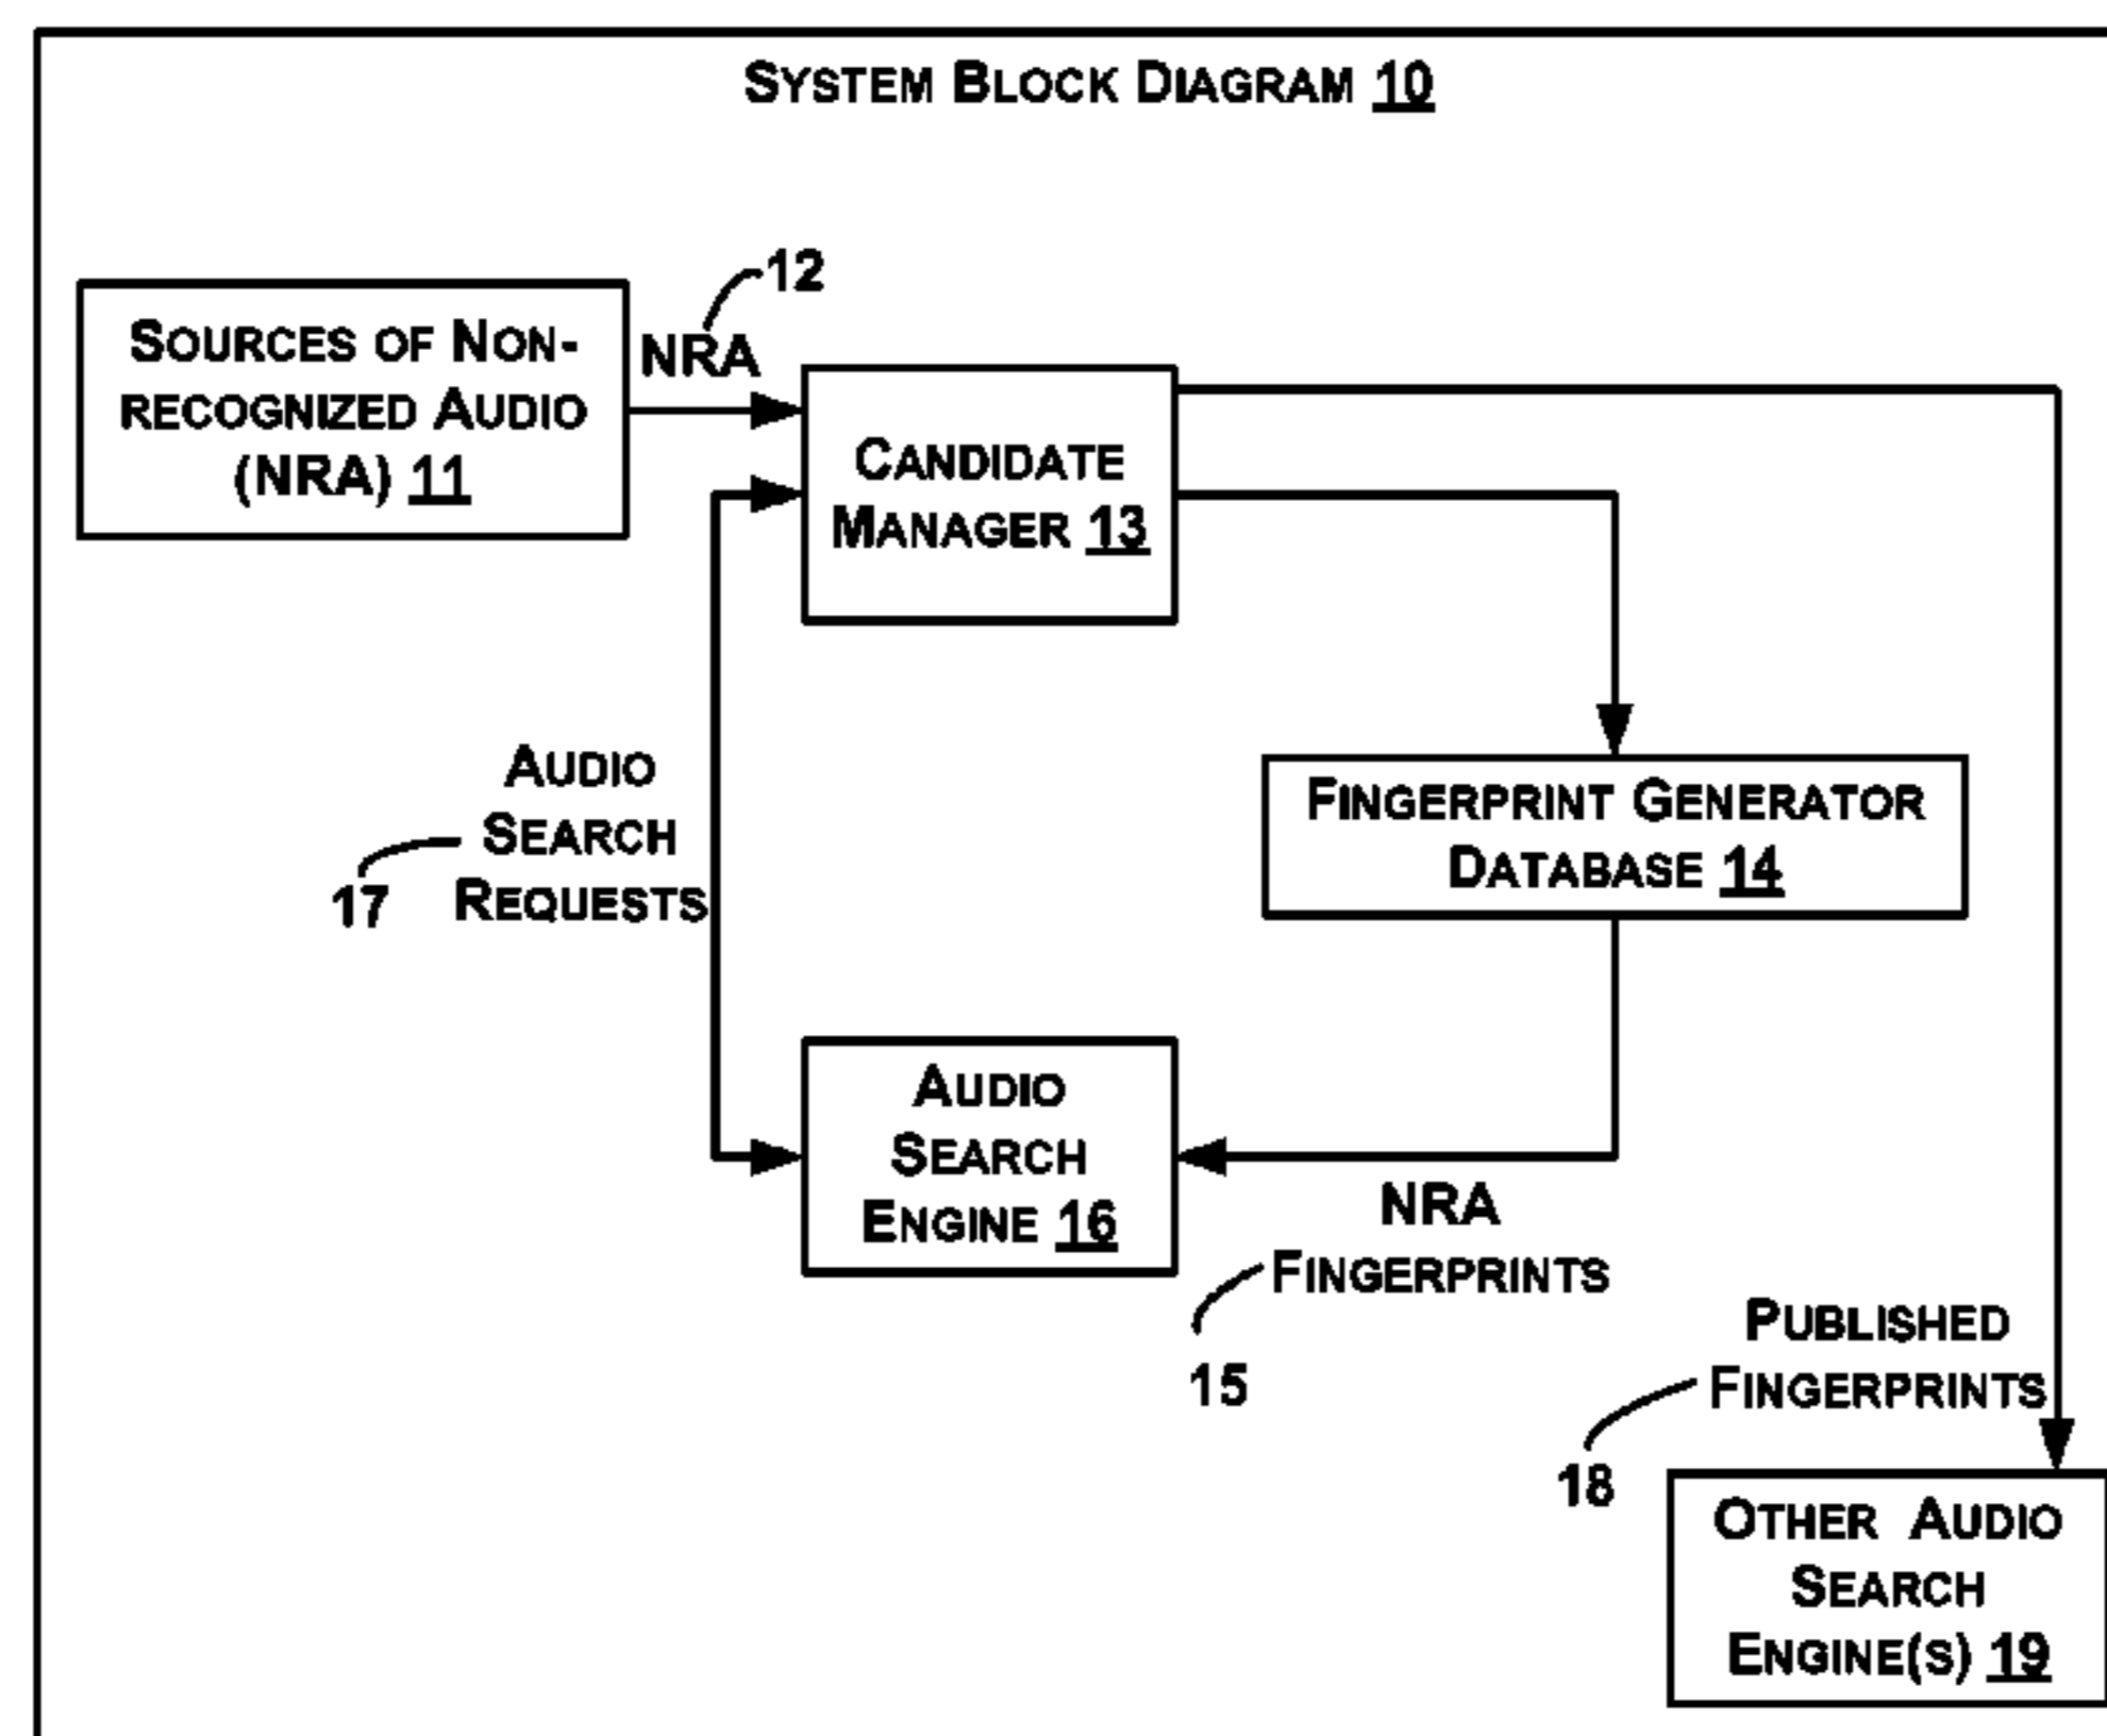 SYSTEM BLOCK DIAGRAM 10
12
SOURCES OF NON-
RECOGNIZED AUDIO
(NRA) 11
NRA
CANDIDATE
MANAGER 13
AUDIO
SEARCH
REQUESTS
17
FINGERPRINT GENERATOR
DATABASE 14
AUDIO
SEARCH
ENGINE 16
NRA
FINGERPRINTS
15
PUBLISHED
FINGERPRINTS
18
OTHER AUDIO
SEARCH
ENGINE(S) 19